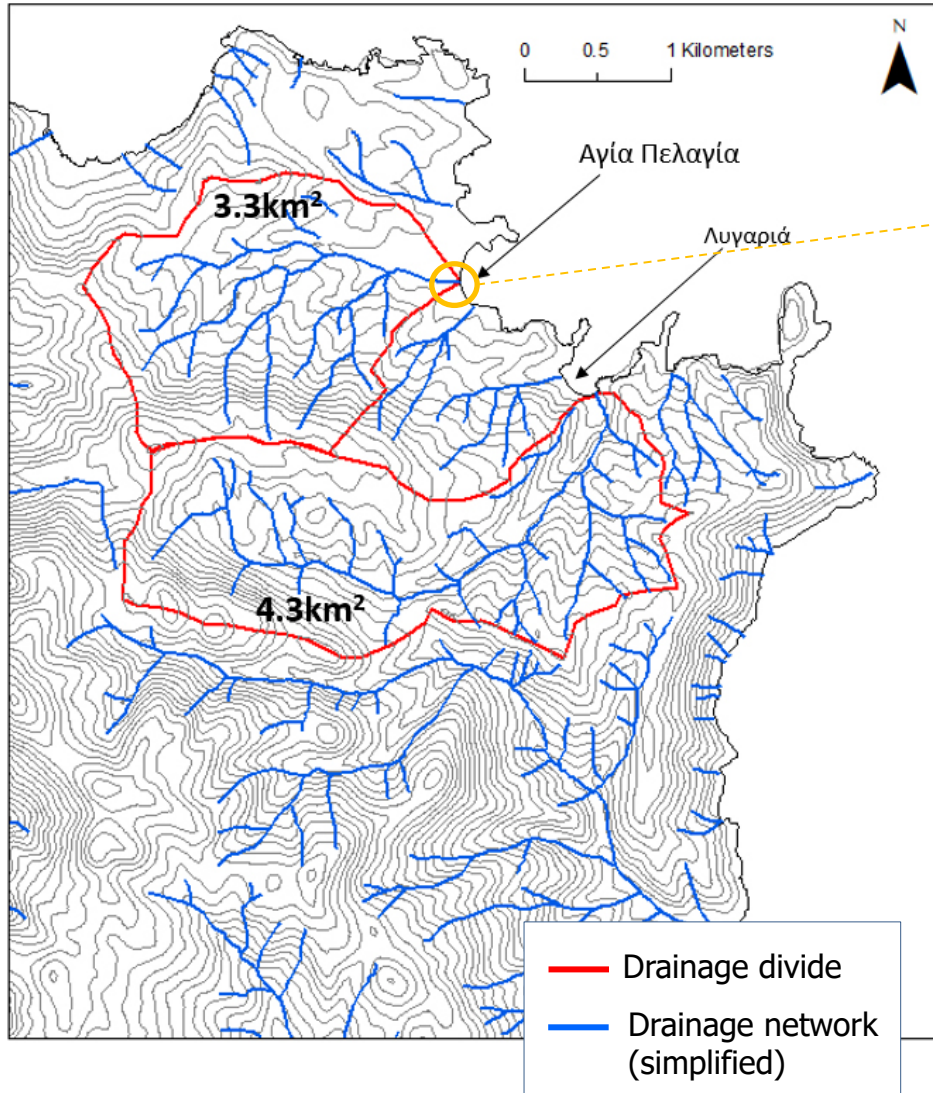 N
0 0.5 1 Kilometers
Αγία Πελαγία
3.3km²
Λυγαριά
4.3km²
Drainage divide
Drainage network
(simplified)